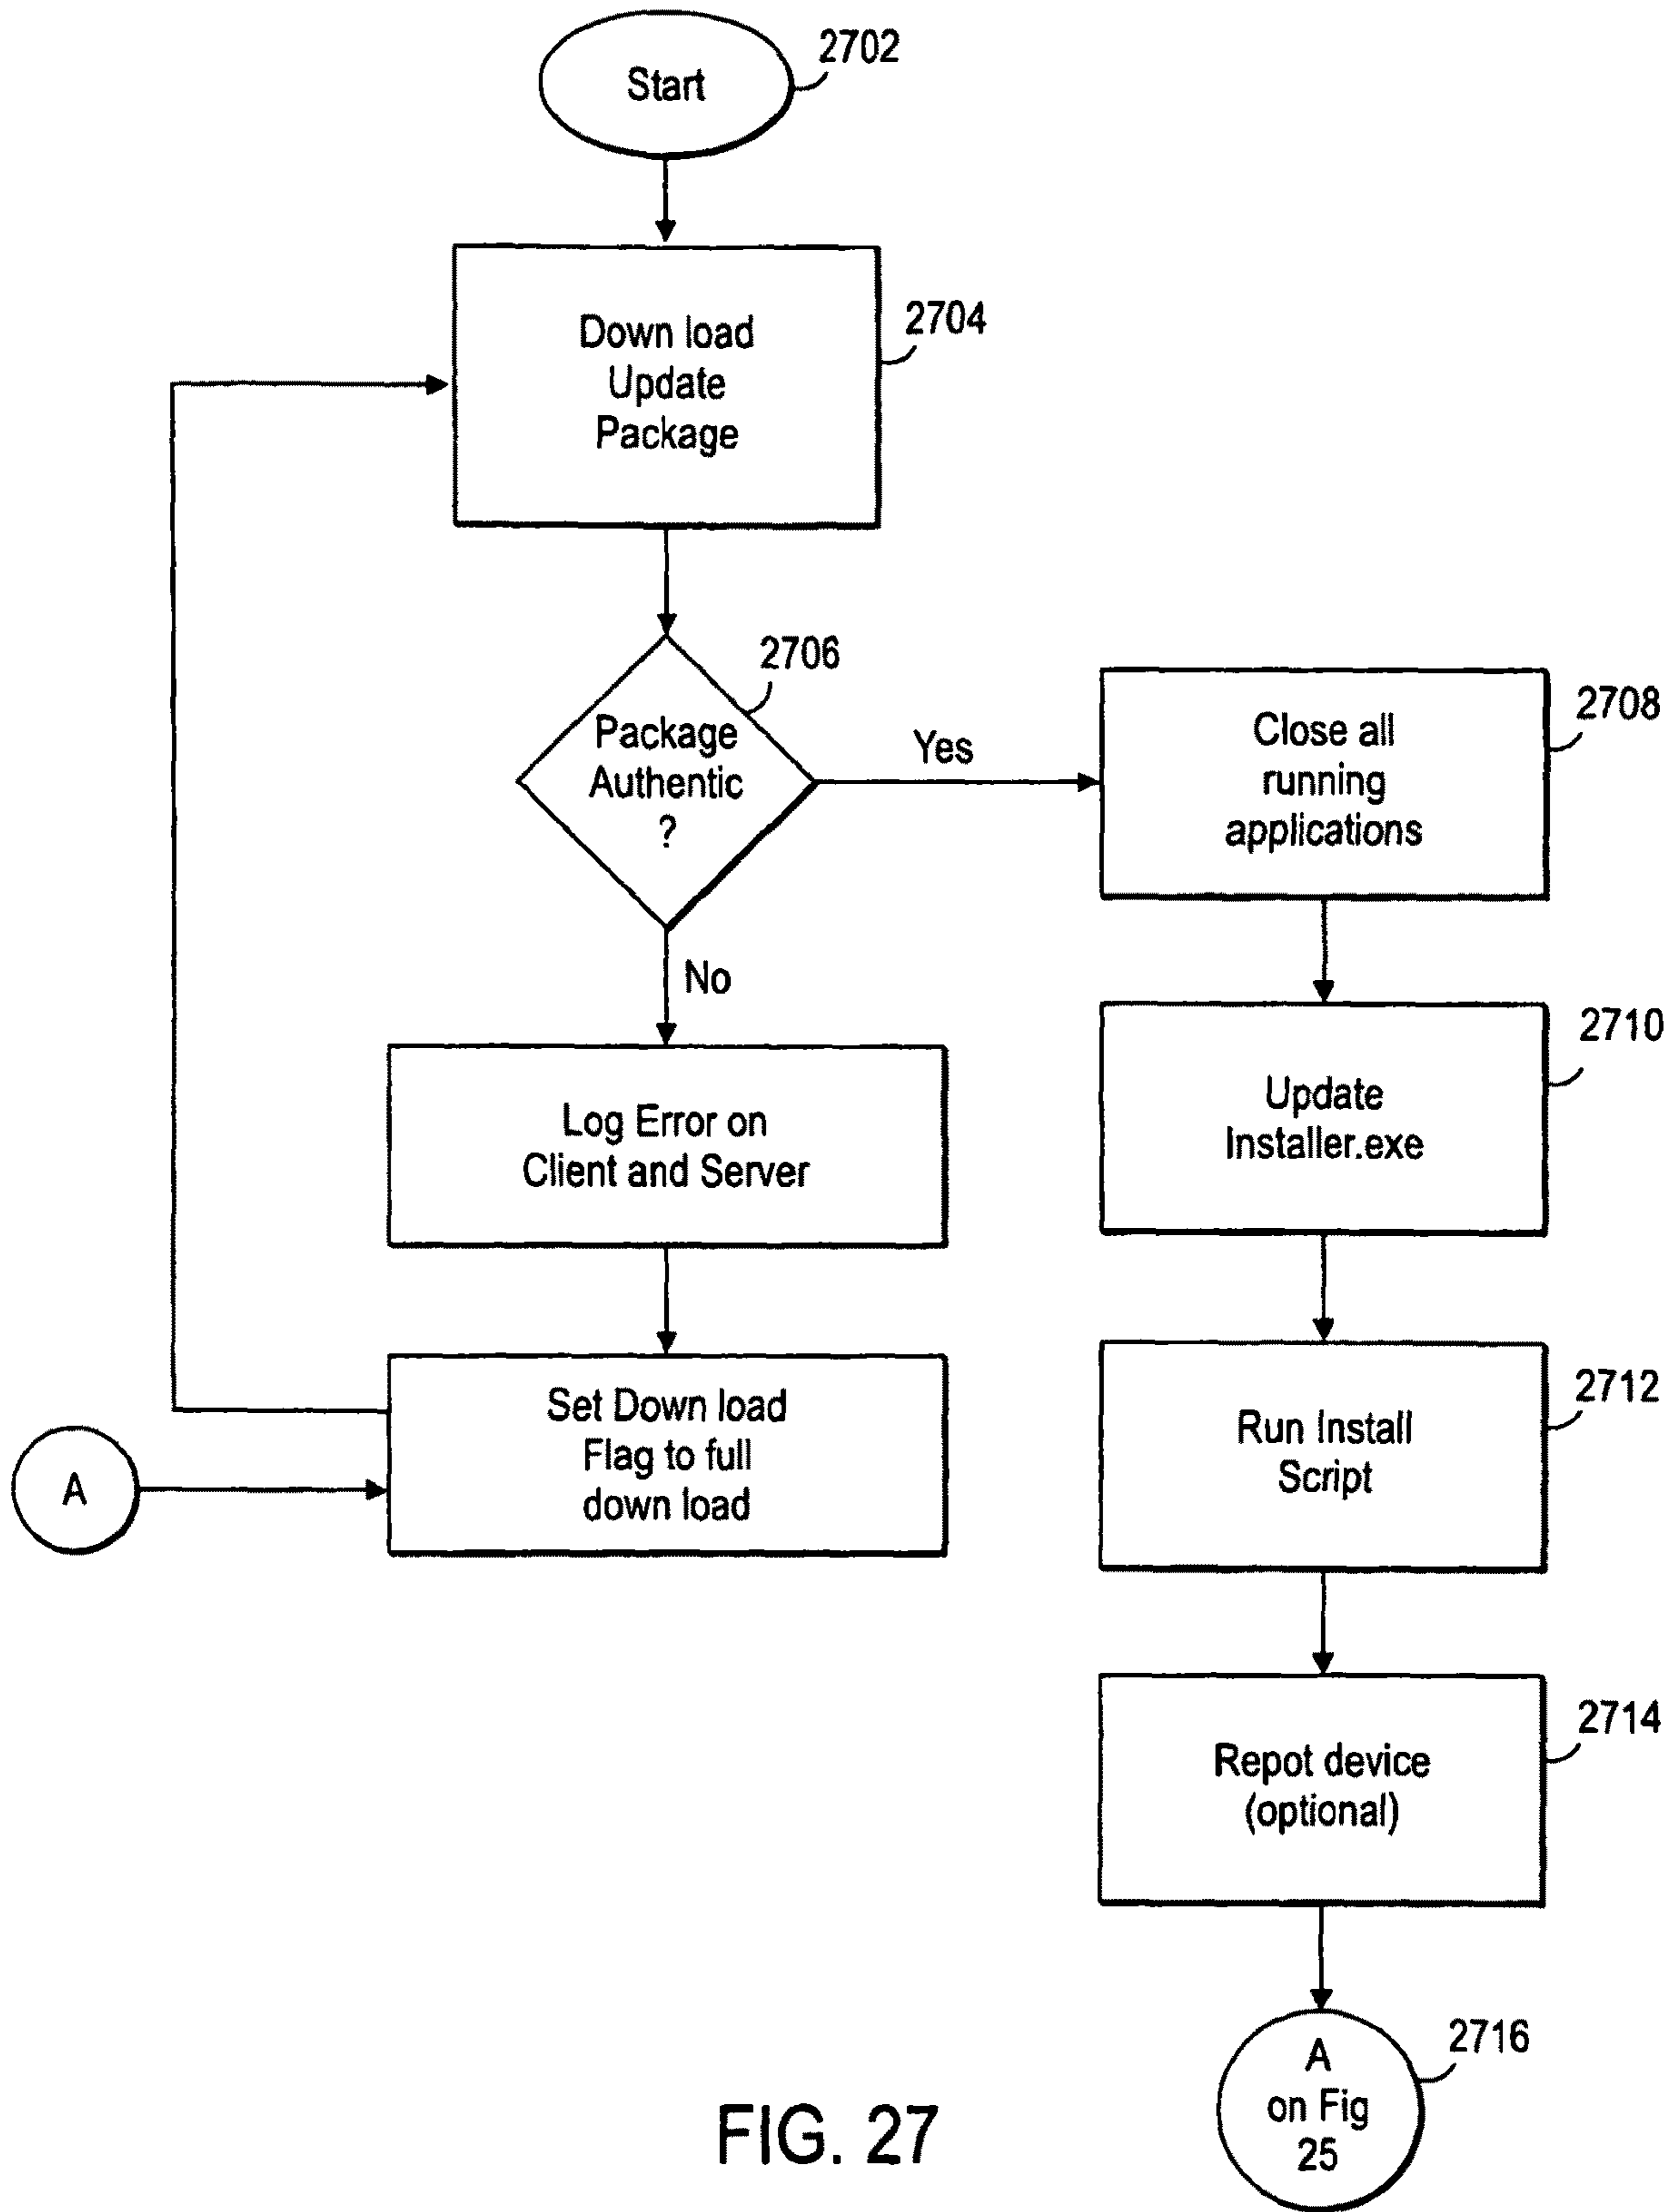 Start
2702
Down load
Update
Package
2704
Package
Authentic
?
2706
Yes
No
Close all
running
applications
2708
Log Error on
Client and Server
Update
Installer.exe
2710
Set Down load
Flag to full
down load
A
Run Install
Script
2712
Repot device
(optional)
2714
A
on Fig
25
2716
FIG. 27